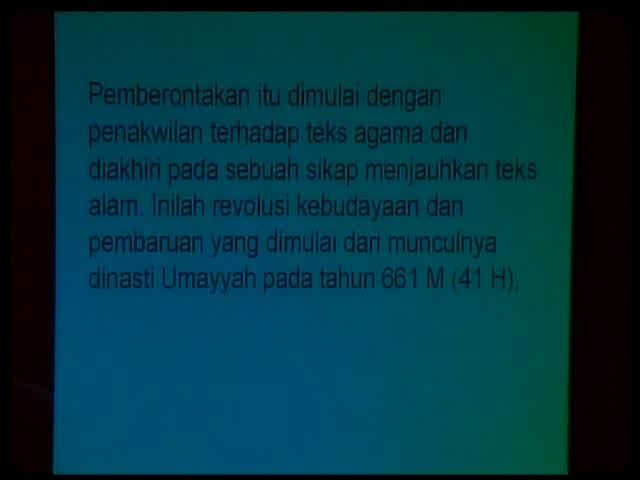 Pemberontakan itu dimulai dengan
penakwilan terhadap teks agama dan
diakhiri pada sebuah sikap menjauhkan teks
alam. Inilah revolusi kebudayaan dan
pembaruan yang dimulai dari munculnya
dinasti Umayyah pada tahun 661 M (41 H).